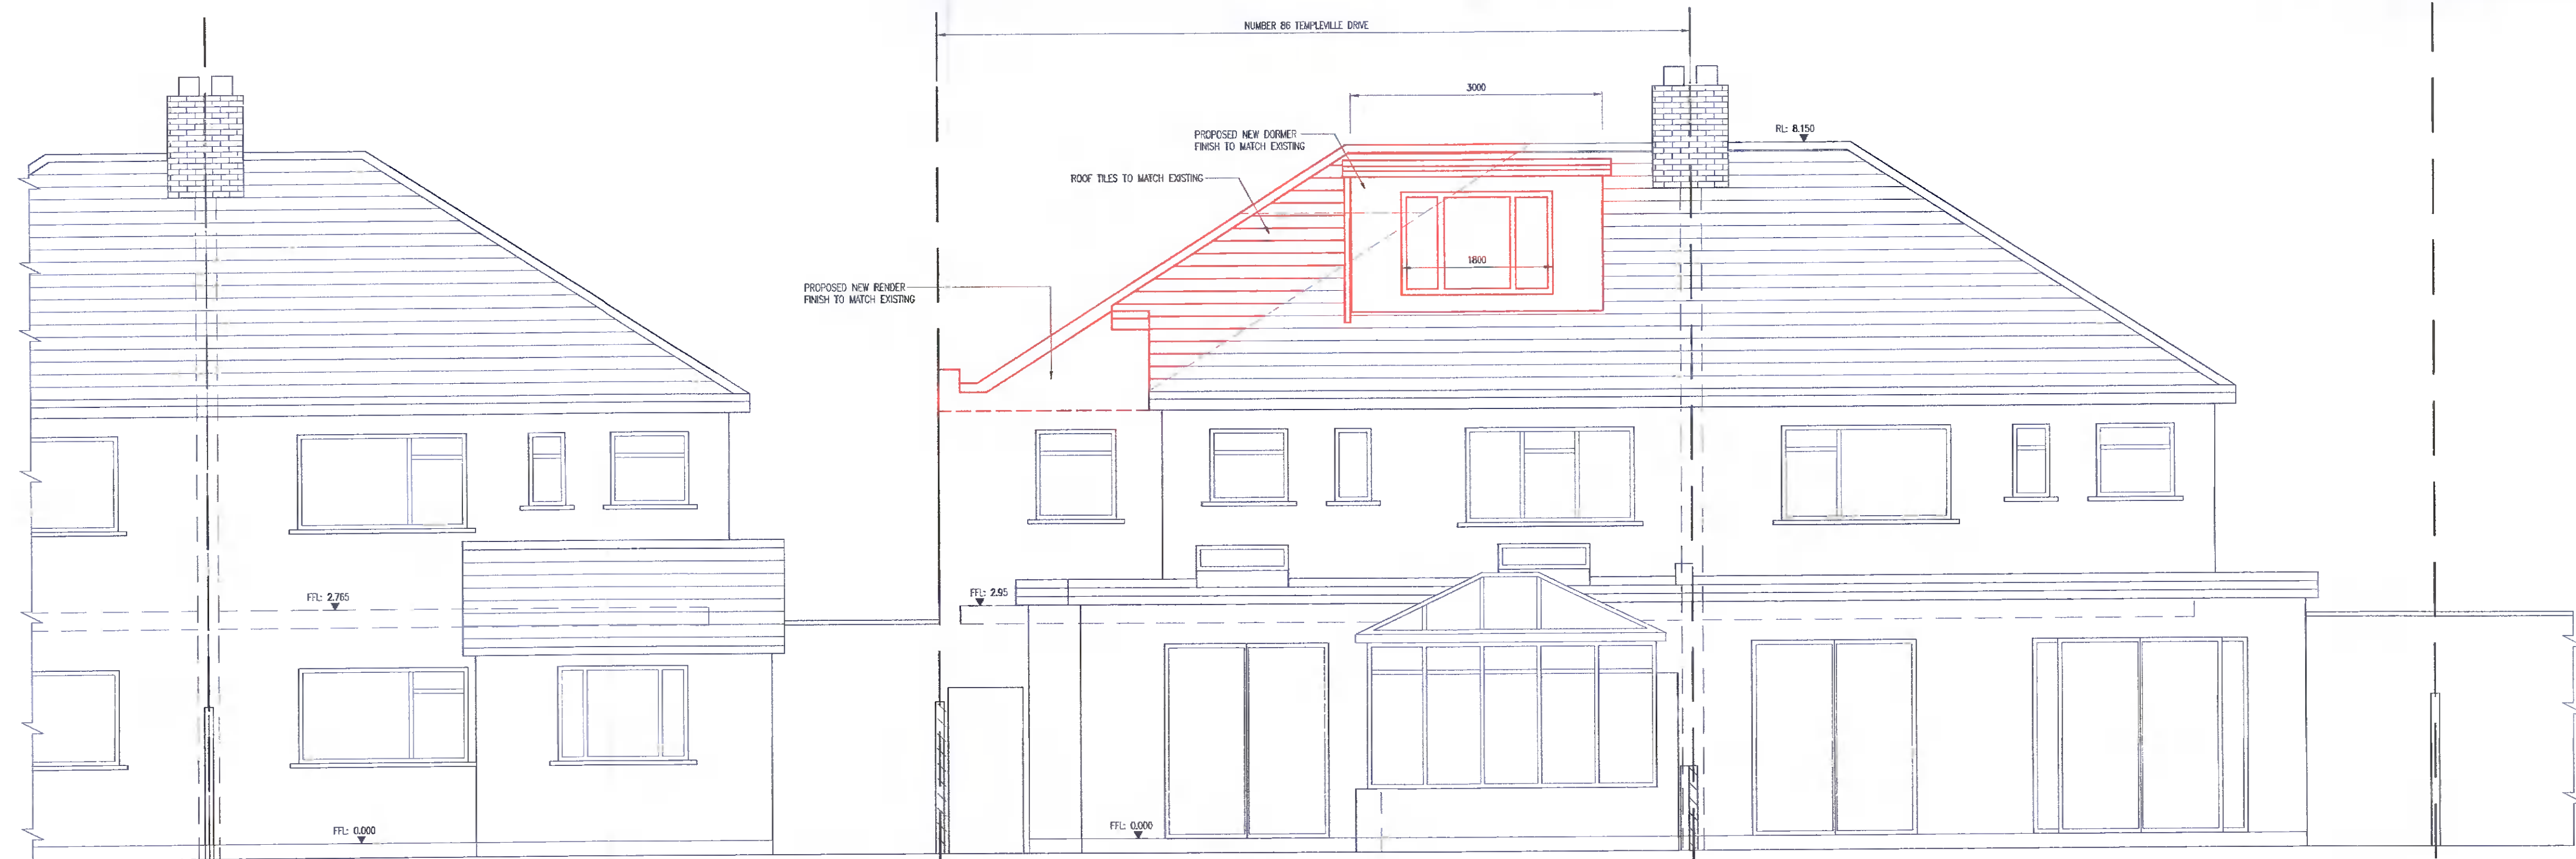 NUMBER 86 TEMPLEVILLE DRIVE
3000
PROPOSED NEW DORMER
FINISH TO MATCH EXISTING
RL: 8.150
ROOF TILES TO MATCH EXISTING
1800
PROPOSED NEW RENDER
FINISH TO MATCH EXISTING
FFL: 2.765
FFL: 2.95
FFL: 0.000
FFL: 0.000